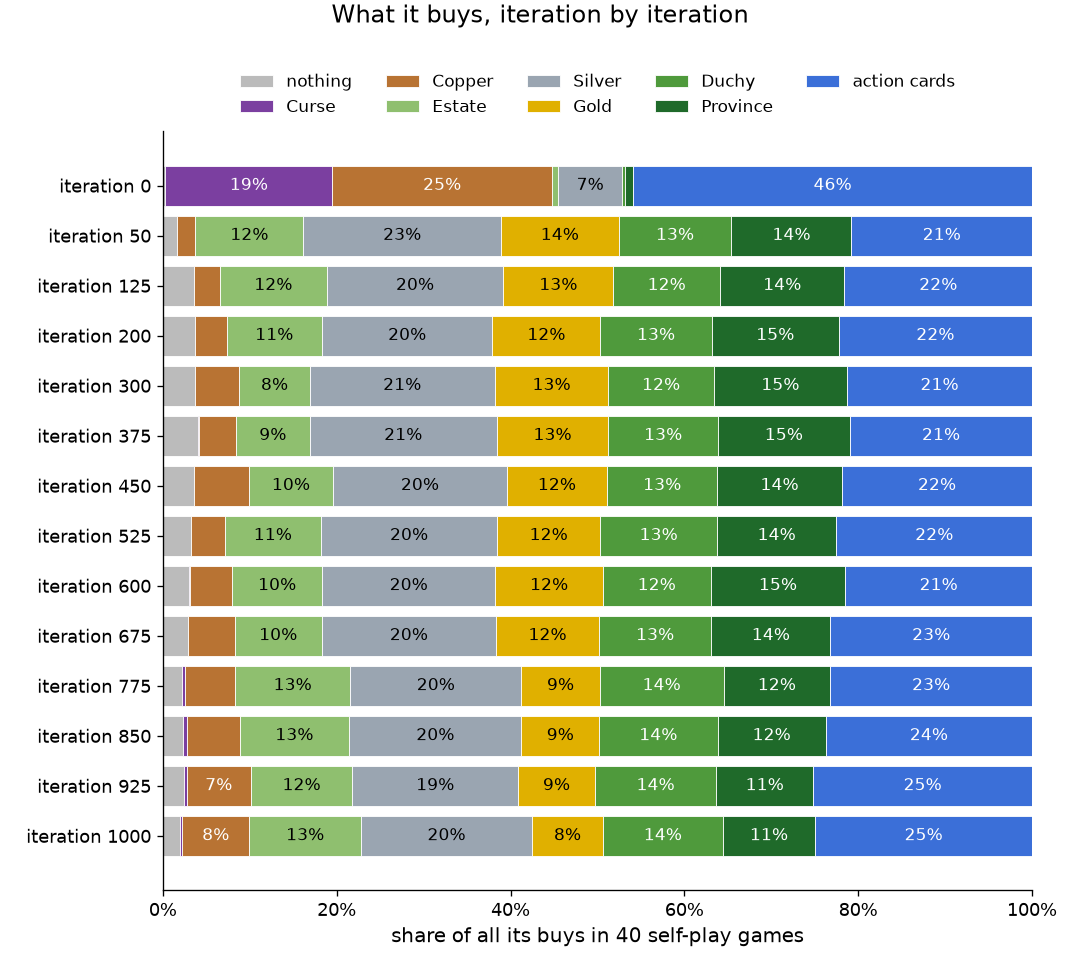 What it buys, iteration by iteration
nothing Copper Silver Duchy action cards
Curse Estate Gold Province
iteration 0 19% 25% 7% 46%
iteration 50 12% 23% 14% 13% 14% 21%
iteration 125 12% 20% 13% 12% 14% 22%
iteration 200 11% 20% 12% 13% 15% 22%
iteration 300 8% 21% 13% 12% 15% 21%
iteration 375 9% 21% 13% 13% 15% 21%
iteration 450 10% 20% 12% 13% 14% 22%
iteration 525 11% 20% 12% 13% 14% 22%
iteration 600 10% 20% 12% 12% 15% 21%
iteration 675 10% 20% 12% 13% 14% 23%
iteration 775 13% 20% 9% 14% 12% 23%
iteration 850 13% 20% 9% 14% 12% 24%
iteration 925 7% 12% 19% 9% 14% 11% 25%
iteration 1000 8% 13% 20% 8% 14% 11% 25%
0% 20% 40% 60% 80% 100%
share of all its buys in 40 self-play games